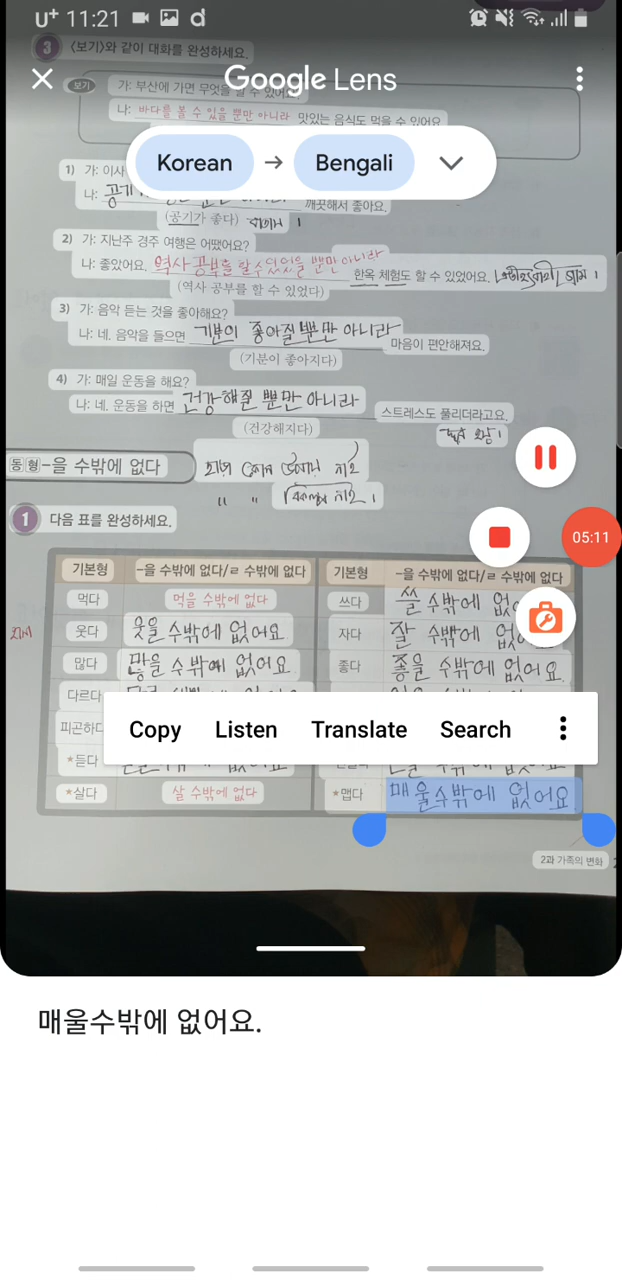 U+ 11:21
3 〈보기〉와 같이 대화를 완성하세요.
Google Lens
보기 가: 부산에 가면 무엇을 할 수 있어요?
나: 바다를 볼 수 있을 뿐만 아니라 맛있는 음식도 먹을 수 있어요
Korean → Bengali
1) 가: 이사
나: 공기 깨끗해서 좋아요.
(공기가 좋다)
2) 가: 지난주 경주 여행은 어땠어요?
나: 좋았어요. 역사 공부를 할 수 있었을 뿐만 아니라 한옥 체험도 할 수 있었어요.
(역사 공부를 할 수 있었다)
3) 가: 음악 듣는 것을 좋아해요?
나: 네. 음악을 들으면 기분이 좋아질 뿐만 아니라 마음이 편안해져요.
(기분이 좋아지다)
4) 가: 매일 운동을 해요?
나: 네. 운동을 하면 건강해질 뿐만 아니라 스트레스도 풀리더라고요.
(건강해지다)
동형-을 수밖에 없다
05:11
1 다음 표를 완성하세요.
기본형 -을 수밖에 없다/ㄹ 수밖에 없다 기본형 -을 수밖에 없다/ㄹ 수밖에 없다
먹다 먹을 수밖에 없다 쓰다 쓸 수밖에
웃다 웃을 수밖에 없어요 자다 잘 수밖에
많다 많을 수밖에 없어요 좋다 좋을 수밖에 없어요.
다르다
Copy Listen Translate Search
피곤하다
*듣다
*살다 살 수밖에 없다 *맵다 매울수밖에 없어요
2과 가족의 변화
매울수밖에 없어요.